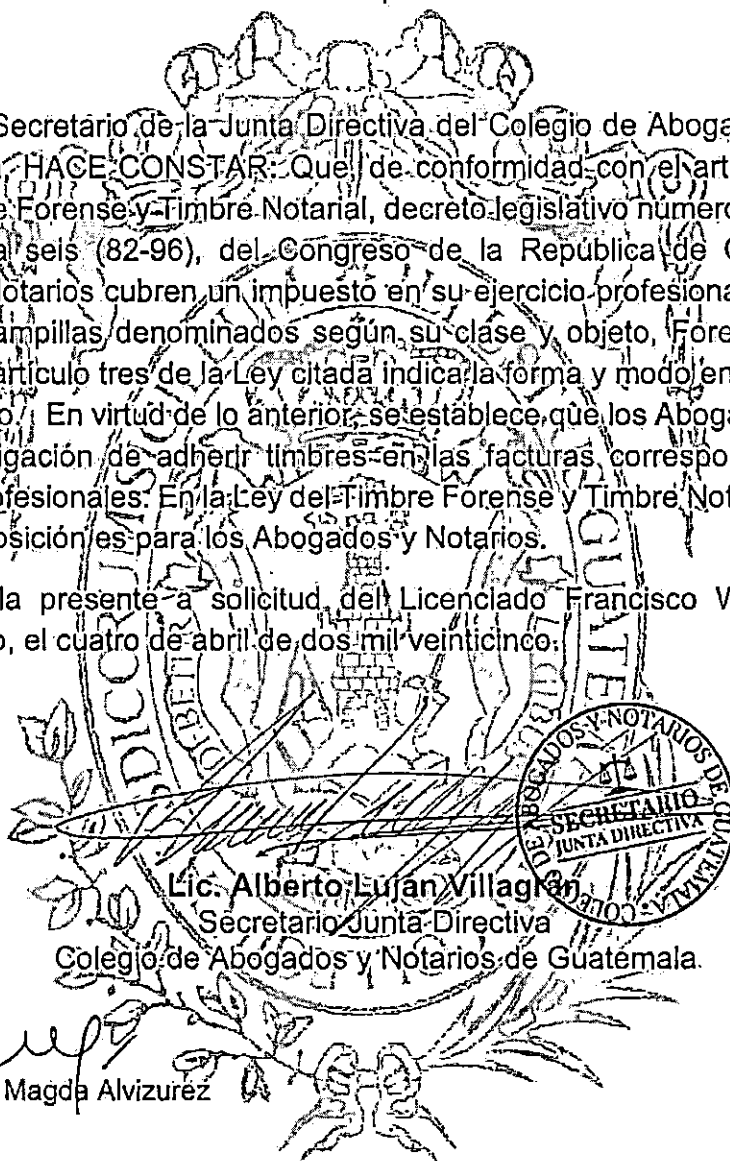 Secretario de la Junta Directiva del Colegio de Aboga
HACE CONSTAR: Que, de conformidad con el art
Forense y Timbre Notarial, decreto legislativo número
seis (82-96), del Congreso de la República de
Notarios cubren un impuesto en su ejercicio profesiona
ampillas denominados según su clase y objeto, Fore
artículo tres de la Ley citada indica la forma y modo en
o. En virtud de lo anterior, se establece que los Aboga
igación de adherir timbres en las facturas correspo
ofesionales. En la Ley del Timbre Forense y Timbre Not
osición es para los Abogados y Notarios.
la presente a solicitud del Licenciado Francisco V
o, el cuatro de abril de dos mil veinticinco.
COLEGIO DE ABOGADOS Y NOTARIOS DE GUATEMALA
SECRETARIO
JUNTA DIRECTIVA
Lic. Alberto Luján Villagrán
Secretario Junta Directiva
Colegio de Abogados y Notarios de Guatemala.
Magda Alvizurez